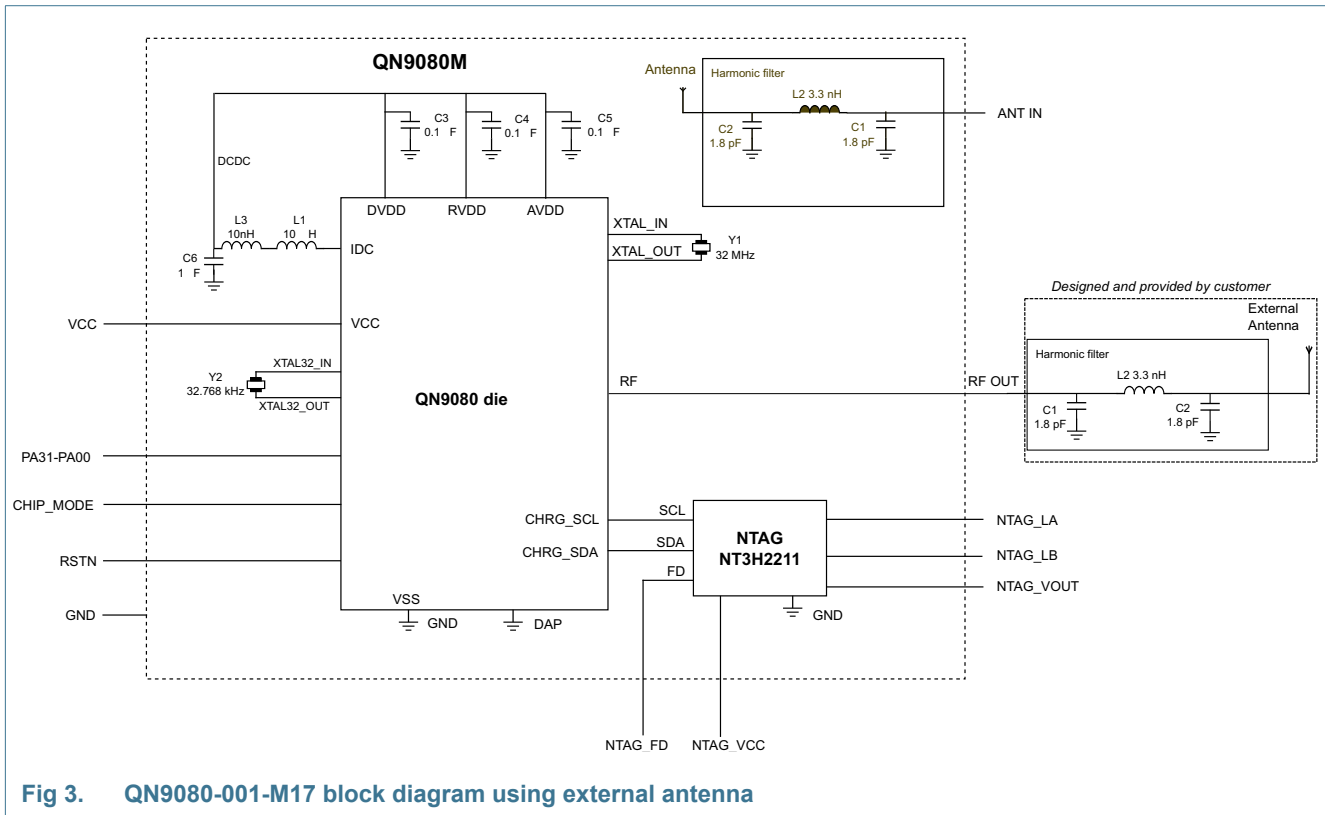 QN9080M
Antenna
Harmonic filter
L2 3.3 nH
C2
1.8 pF
C1
1.8 pF
ANT IN
C3
0.1 F
C4
0.1 F
C5
0.1 F
DCDC
DVDD
RVDD
AVDD
L3
10nH
L1
10 H
IDC
C6
1 F
XTAL_IN
XTAL_OUT
Y1
32 MHz
VCC
VCC
Y2
32.768 kHz
XTAL32_IN
XTAL32_OUT
QN9080 die
RF
RF OUT
Designed and provided by customer
External
Antenna
Harmonic filter
L2 3.3 nH
C1
1.8 pF
C2
1.8 pF
PA31-PA00
CHIP_MODE
RSTN
GND
CHRG_SCL
CHRG_SDA
SCL
SDA
FD
NTAG
NT3H2211
NTAG_LA
NTAG_LB
NTAG_VOUT
GND
VSS
GND
DAP
NTAG_FD
NTAG_VCC
Fig 3. QN9080-001-M17 block diagram using external antenna